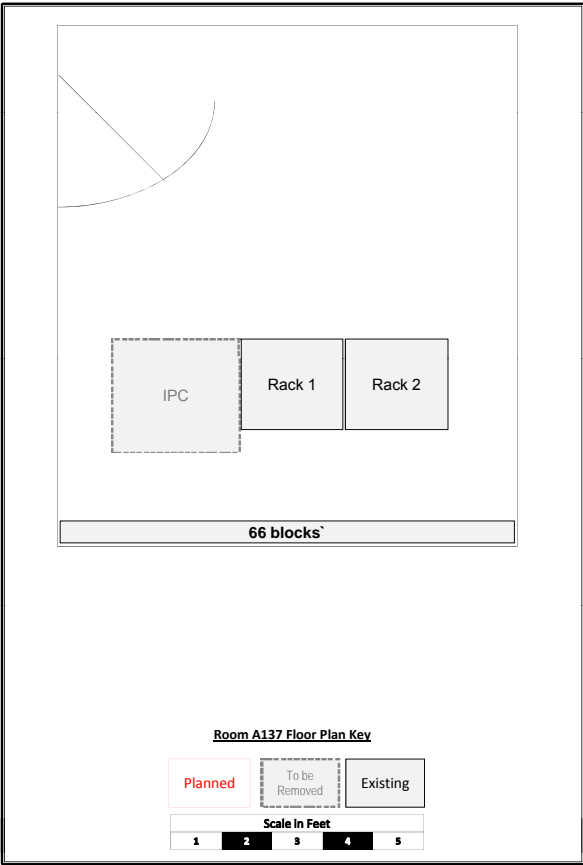 IPC
Rack 1
Rack 2
66 blocks`
Room A137 Floor Plan Key
Planned
To be
Removed
Existing
Scale in Feet
1 2 3 4 5